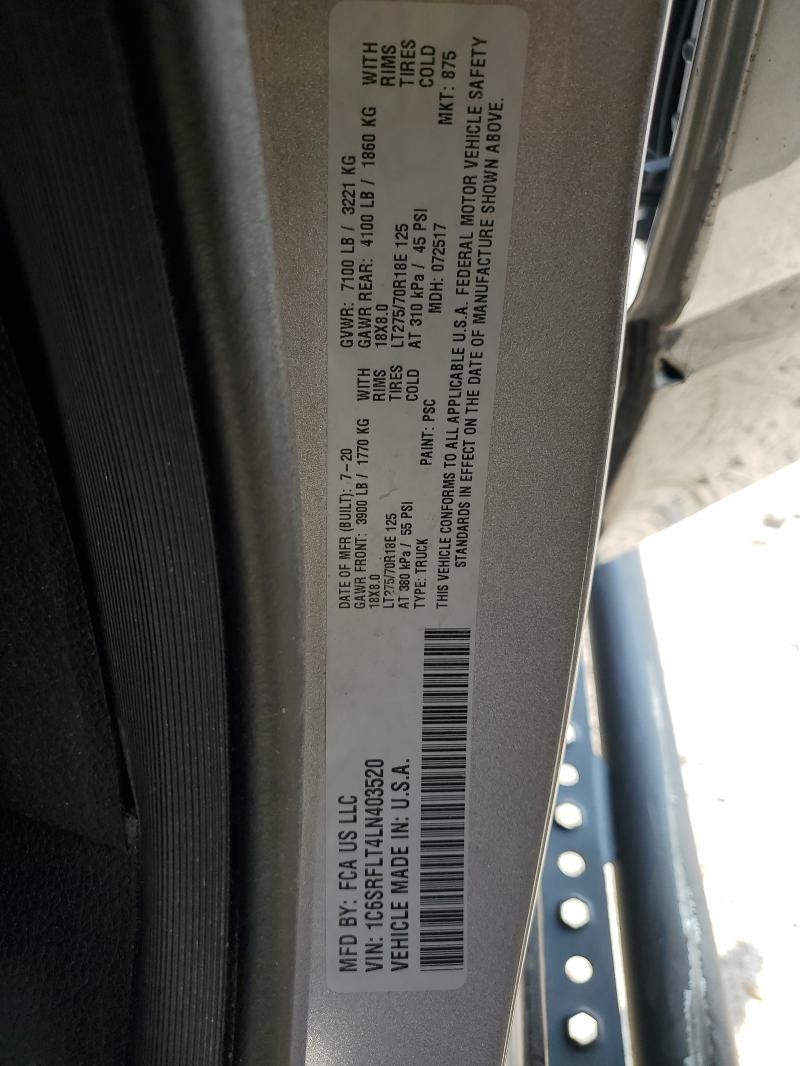 MFD BY: FCA US LLC
VIN: 1C6SRFLT4LN403520
VEHICLE MADE IN: U.S.A.
DATE OF MFR (BUILT): 7-20 GVWR: 7100 LB / 3221 KG
GAWR FRONT: 3900 LB / 1770 KG WITH GAWR REAR: 4100 LB / 1860 KG WITH
18X8.0 RIMS 18X8.0 RIMS
LT275/70R18E 125 TIRES LT275/70R18E 125 TIRES
AT 380 kPa / 55 PSI COLD AT 310 kPa / 45 PSI COLD
TYPE: TRUCK PAINT: PSC MDH: 072517 MKT: 875
THIS VEHICLE CONFORMS TO ALL APPLICABLE U.S.A. FEDERAL MOTOR VEHICLE SAFETY
STANDARDS IN EFFECT ON THE DATE OF MANUFACTURE SHOWN ABOVE.